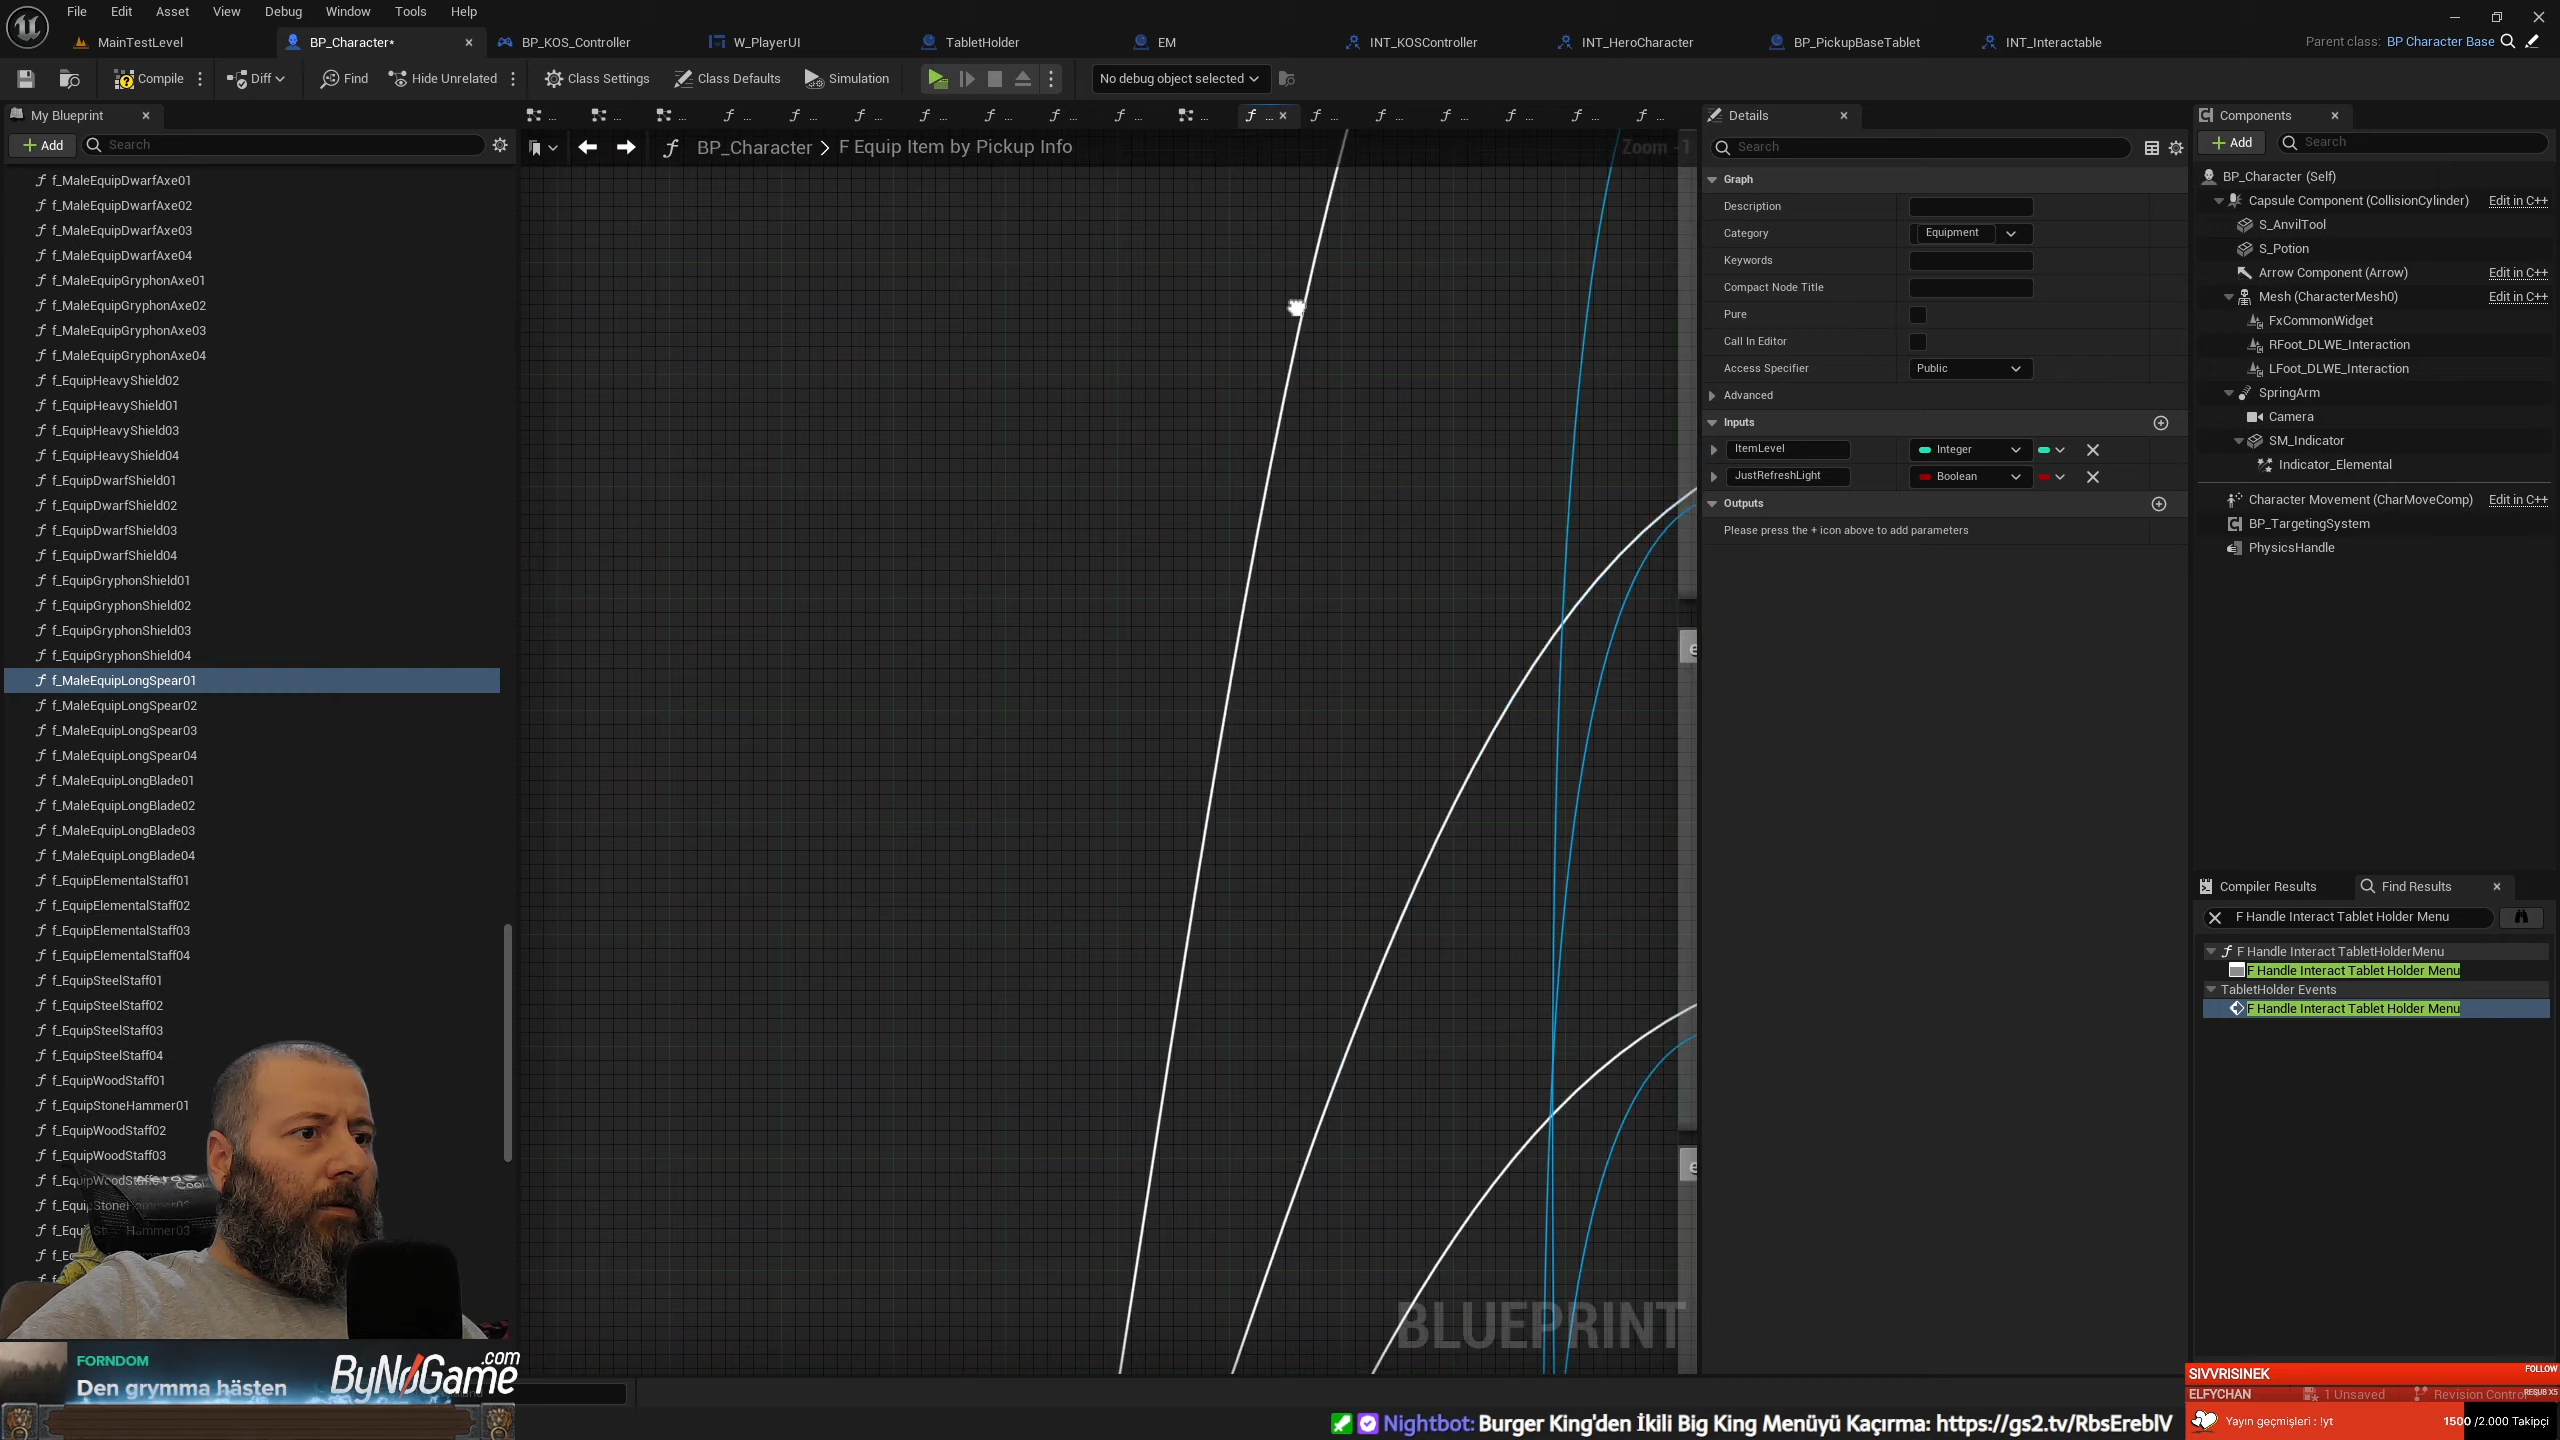 File Edit Asset View Debug Window Tools Help
MainTestLevel
BP_Character*
BP_KOS_Controller
W_PlayerUI
TabletHolder
EM
INT_KOSController
INT_HeroCharacter
BP_PickupBaseTablet
INT_Interactable
Parent class: BP Character Base
Compile
Diff
Find
Hide Unrelated
Class Settings
Class Defaults
Simulation
No debug object selected
My Blueprint
Add
Search
f_MaleEquipDwarfAxe01
f_MaleEquipDwarfAxe02
f_MaleEquipDwarfAxe03
f_MaleEquipDwarfAxe04
f_MaleEquipGryphonAxe01
f_MaleEquipGryphonAxe02
f_MaleEquipGryphonAxe03
f_MaleEquipGryphonAxe04
f_EquipHeavyShield02
f_EquipHeavyShield01
f_EquipHeavyShield03
f_EquipHeavyShield04
f_EquipDwarfShield01
f_EquipDwarfShield02
f_EquipDwarfShield03
f_EquipDwarfShield04
f_EquipGryphonShield01
f_EquipGryphonShield02
f_EquipGryphonShield03
f_EquipGryphonShield04
f_MaleEquipLongSpear01
f_MaleEquipLongSpear02
f_MaleEquipLongSpear03
f_MaleEquipLongSpear04
f_MaleEquipLongBlade01
f_MaleEquipLongBlade02
f_MaleEquipLongBlade03
f_MaleEquipLongBlade04
f_EquipElementalStaff01
f_EquipElementalStaff02
f_EquipElementalStaff03
f_EquipElementalStaff04
f_EquipSteelStaff01
f_EquipSteelStaff02
f_EquipSteelStaff03
f_EquipSteelStaff04
f_EquipWoodStaff01
f_EquipStoneHammer01
f_EquipWoodStaff02
f_EquipWoodStaff03
BP_Character > F Equip Item by Pickup Info
Zoom -1
BLUEPRINT
Details
Search
Graph
Description
Category Equipment
Keywords
Compact Node Title
Pure
Call In Editor
Access Specifier Public
Advanced
Inputs
ItemLevel Integer
JustRefreshLight Boolean
Outputs
Please press the + icon above to add parameters
Components
Add
Search
BP_Character (Self)
Capsule Component (CollisionCylinder) Edit in C++
S_AnvilTool
S_Potion
Arrow Component (Arrow) Edit in C++
Mesh (CharacterMesh0) Edit in C++
FxCommonWidget
RFoot_DLWE_Interaction
LFoot_DLWE_Interaction
SpringArm
Camera
SM_Indicator
Indicator_Elemental
Character Movement (CharMoveComp) Edit in C++
BP_TargetingSystem
PhysicsHandle
Compiler Results
Find Results
F Handle Interact Tablet Holder Menu
F Handle Interact TabletHolderMenu
F Handle Interact Tablet Holder Menu
TabletHolder Events
F Handle Interact Tablet Holder Menu
FORNDOM
Den grymma hästen
ByNoGame.com
SIVVRISINEK FOLLOW
ELFYCHAN 1 Unsaved Revision Contro RESUB X5
Nightbot: Burger King'den İkili Big King Menüyü Kaçırma: https://gs2.tv/RbsEreblV
Yayın geçmişleri : !yt 1500 /2.000 Takipçi